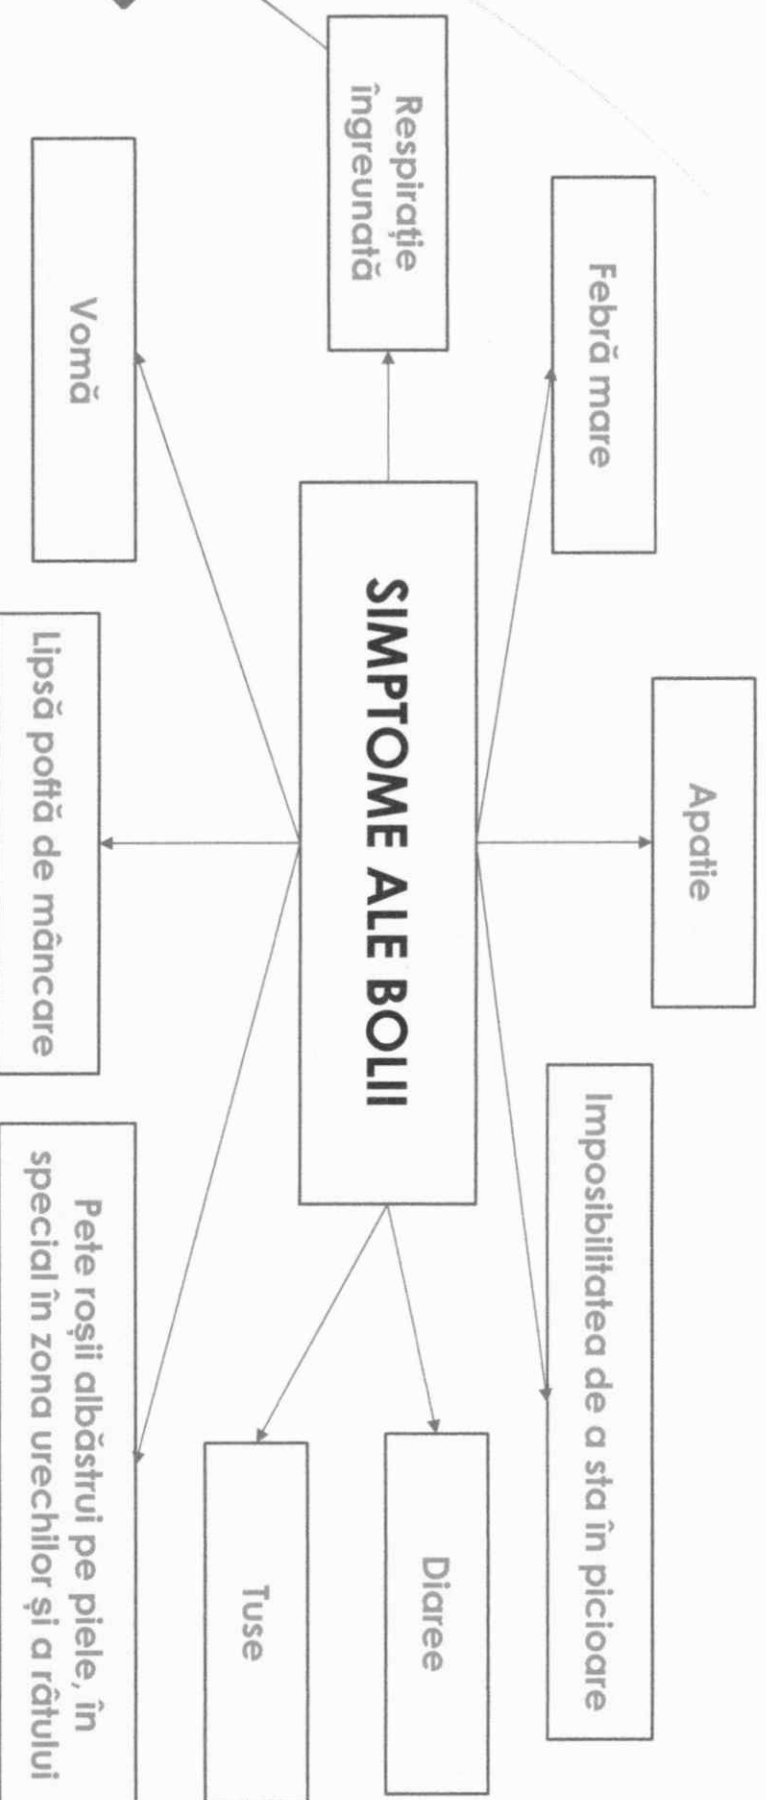 Apatie
Febră mare
Imposibilitatea de a sta în picioare
Respirație
îngreunată
SIMPTOME ALE BOLII
Diaree
Tuse
Vomă
Lipsă poftă de mâncare
Pete roșii albăstrui pe piele, în
special în zona urechilor și a râtului